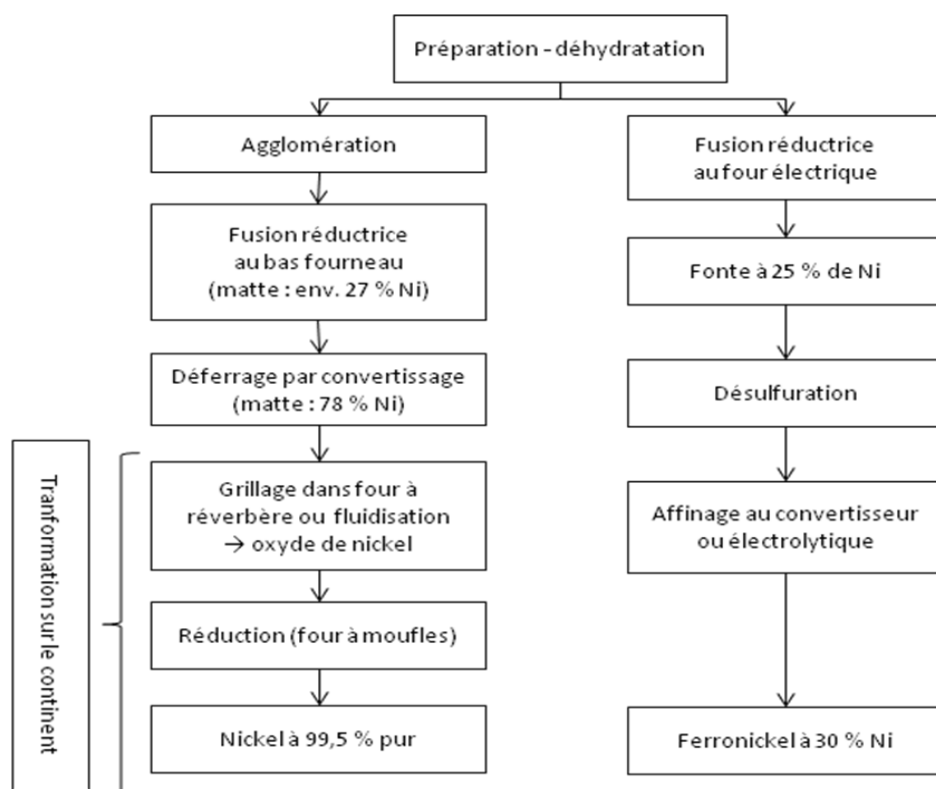 Préparation - déhydratation
Agglomération
Fusion réductrice
au bas fourneau
(matte : env. 27 % Ni)
Déferrage par convertissage
(matte : 78 % Ni)
Tranformation sur le continent
Grillage dans four à
réverbère ou fluidisation
→ oxyde de nickel
Réduction (four à moufles)
Nickel à 99,5 % pur
Fusion réductrice
au four électrique
Fonte à 25 % de Ni
Désulfuration
Affinage au convertisseur
ou électrolytique
Ferronickel à 30 % Ni